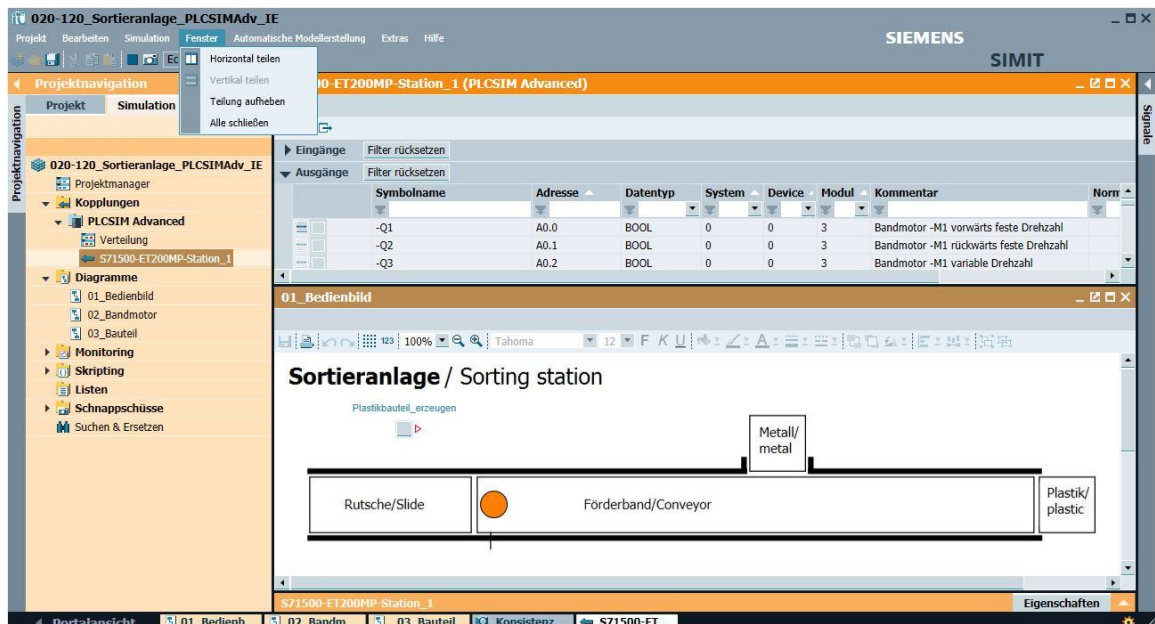 020-120_Sortieranlage_PLCSIMAdv_IE
Projekt Bearbeiten Simulation Fenster Automatische Modellerstellung Extras Hilfe
SIEMENS
SIMIT
Horizontal teilen
Vertikal teilen
Teilung aufheben
Alle schließen
Projektnavigation
00-ET200MP-Station_1 (PLCSIM Advanced)
Projekt Simulation
Projektnavigation
Signale
Eingänge Filter rücksetzen
Ausgänge Filter rücksetzen
Symbolname Adresse Datentyp System Device Modul Kommentar Norm
-Q1 A0.0 BOOL 0 0 3 Bandmotor -M1 vorwärts feste Drehzahl
-Q2 A0.1 BOOL 0 0 3 Bandmotor -M1 rückwärts feste Drehzahl
-Q3 A0.2 BOOL 0 0 3 Bandmotor -M1 variable Drehzahl
020-120_Sortieranlage_PLCSIMAdv_IE
Projektmanager
Kopplungen
PLCSIM Advanced
Verteilung
S71500-ET200MP-Station_1
Diagramme
01_Bedienbild
02_Bandmotor
03_Bauteil
Monitoring
Skripting
Listen
Schnappschüsse
Suchen & Ersetzen
01_Bedienbild
123 100% Tahoma 12 F K U A
Sortieranlage / Sorting station
Plastikbauteil_erzeugen
Metall/
metal
Rutsche/Slide
Förderband/Conveyor
Plastik/
plastic
S71500-ET200MP-Station_1
Eigenschaften
Portalansicht 01_Bedienb... 02_Bandm... 03_Bauteil Konsistenz... S71500-ET...